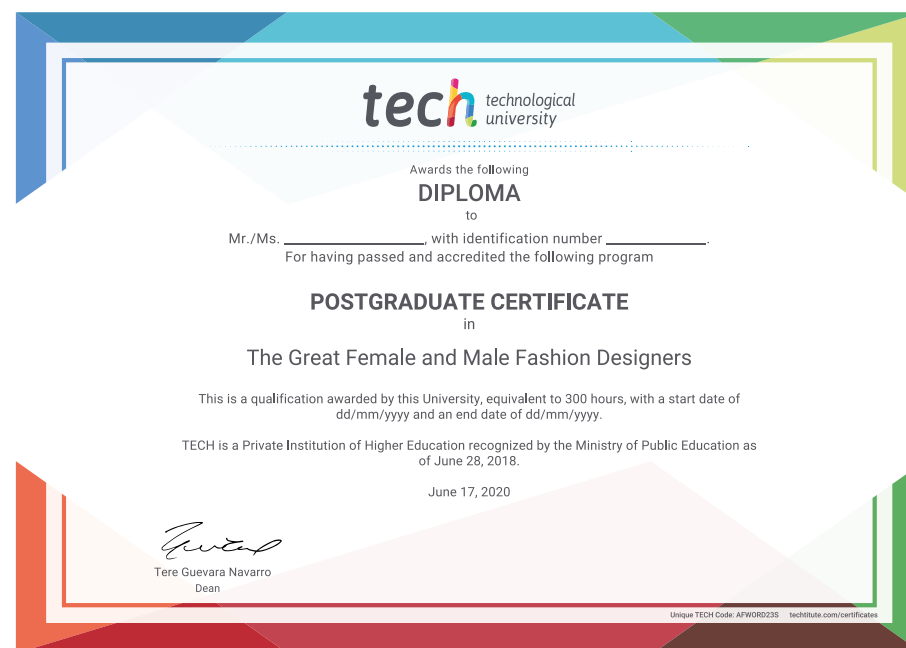 tech technological
university
Awards the following
DIPLOMA
to
Mr./Ms. ________________, with identification number ____________.
For having passed and accredited the following program
POSTGRADUATE CERTIFICATE
in
The Great Female and Male Fashion Designers
This is a qualification awarded by this University, equivalent to 300 hours, with a start date of
dd/mm/yyyy and an end date of dd/mm/yyyy.
TECH is a Private Institution of Higher Education recognized by the Ministry of Public Education as
of June 28, 2018.
June 17, 2020
Tere Guevara Navarro
Dean
Unique TECH Code: AFWORD23S techtitute.com/certificates